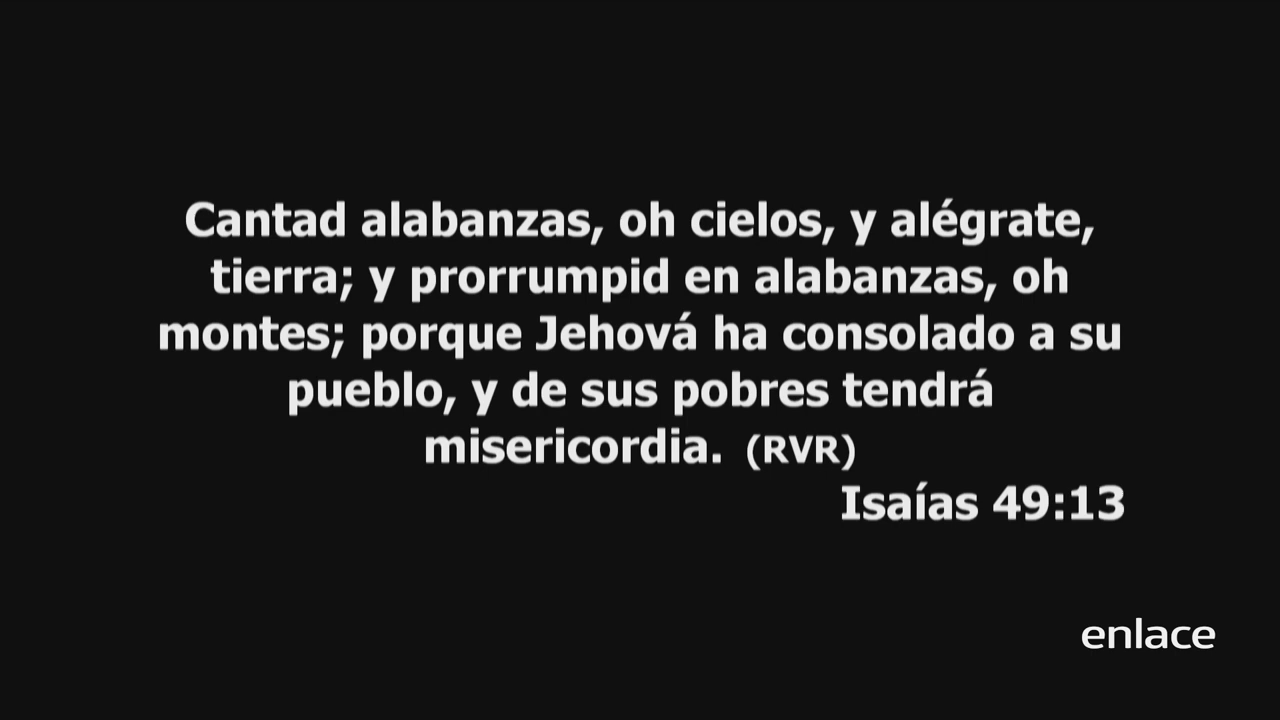 Cantad alabanzas, oh cielos, y alégrate,
tierra; y prorrumpid en alabanzas, oh
montes; porque Jehová ha consolado a su
pueblo, y de sus pobres tendrá
misericordia. (RVR)
Isaías 49:13
enlace